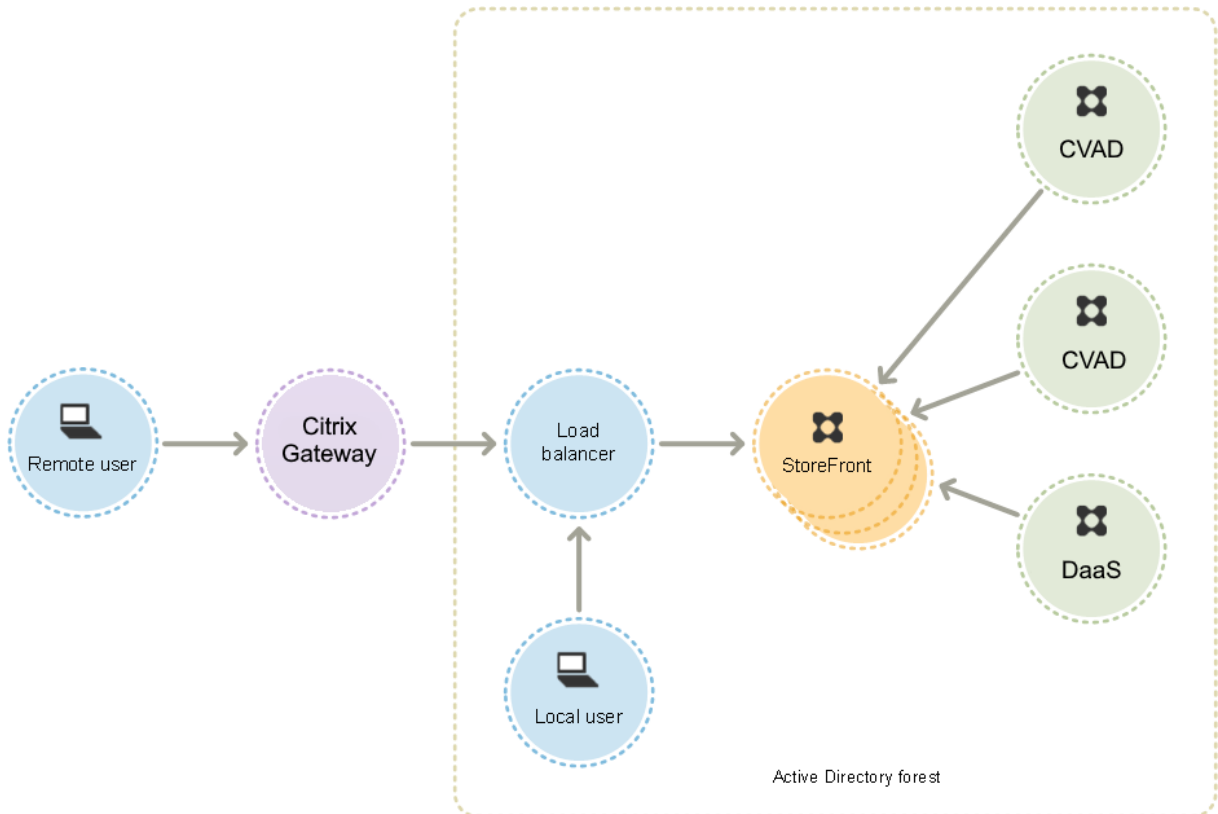 CVAD
CVAD
Remote user
Citrix
Gateway
Load
balancer
StoreFront
DaaS
Local user
Active Directory forest